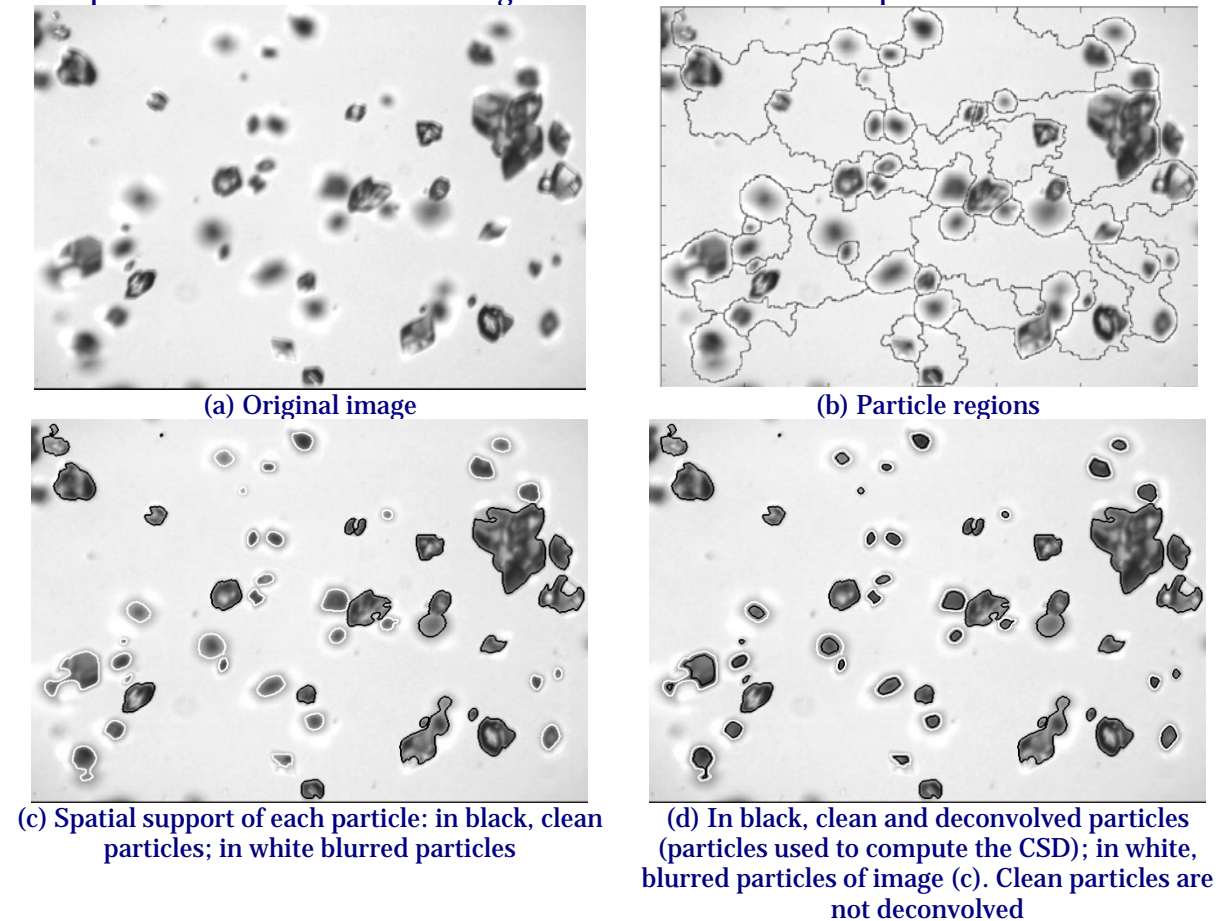 (a) Original image
(b) Particle regions
(c) Spatial support of each particle: in black, clean
particles; in white blurred particles
(d) In black, clean and deconvolved particles
(particles used to compute the CSD); in white,
blurred particles of image (c). Clean particles are
not deconvolved